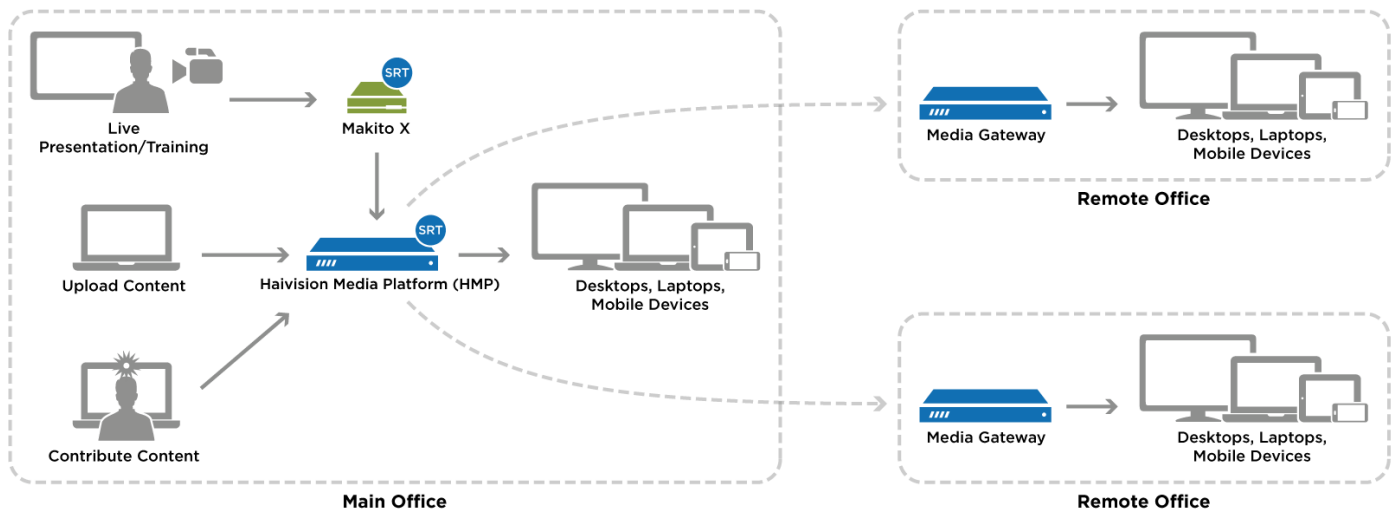 SRT
Live
Presentation/Training
Makito X
SRT
Upload Content
Haivision Media Platform (HMP)
Desktops, Laptops,
Mobile Devices
Contribute Content
Main Office
Media Gateway
Desktops, Laptops,
Mobile Devices
Remote Office
Media Gateway
Desktops, Laptops,
Mobile Devices
Remote Office